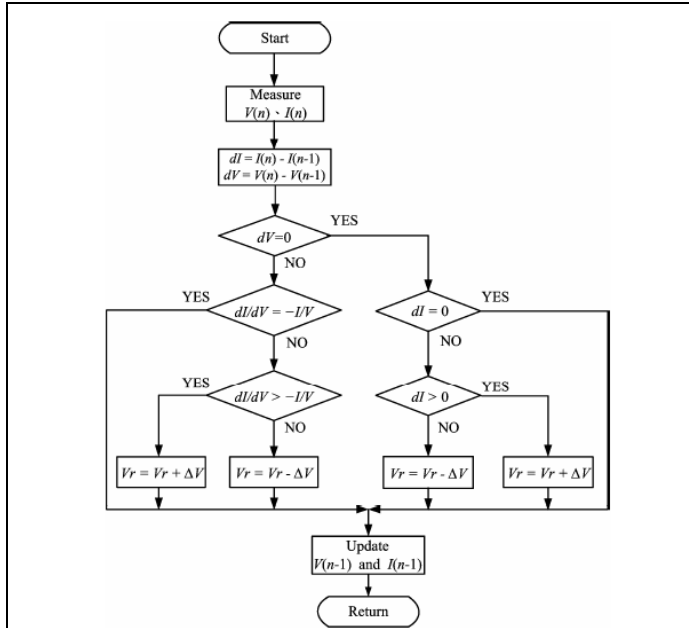 Start
Measure
V(n)、I(n)
dI = I(n) - I(n-1)
dV = V(n) - V(n-1)
YES
dV=0
NO
YES
YES
dI/dV = −I/V
dI = 0
NO
NO
YES
YES
dI/dV > −I/V
dI > 0
NO
NO
Vr = Vr + ΔV
Vr = Vr - ΔV
Vr = Vr - ΔV
Vr = Vr + ΔV
Update
V(n-1) and I(n-1)
Return